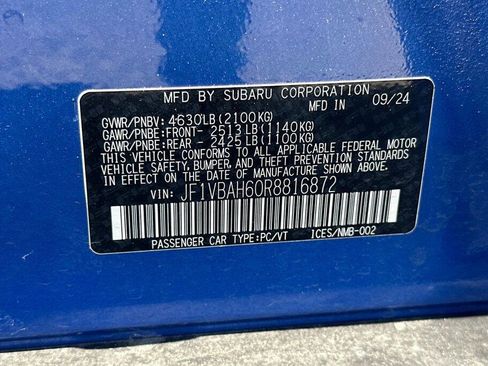 MFD BY SUBARU CORPORATION
MFD IN 09/24
GVWR/PNBV: 4630LB (2100KG)
GAWR/PNBE:FRONT- 2513LB (1140KG)
GAWR/PNBE:REAR - 2425LB (1100KG)
THIS VEHICLE CONFORMS TO ALL APPLICABLE FEDERAL MOTOR
VEHICLE SAFETY, BUMPER, AND THEFT PREVENTION STANDARDS
IN EFFECT ON THE DATE OF MANUFACTURE SHOWN ABOVE.
VIN: JF1VBAH60R8816872
PASSENGER CAR TYPE:PC/VT ICES/NMB-002